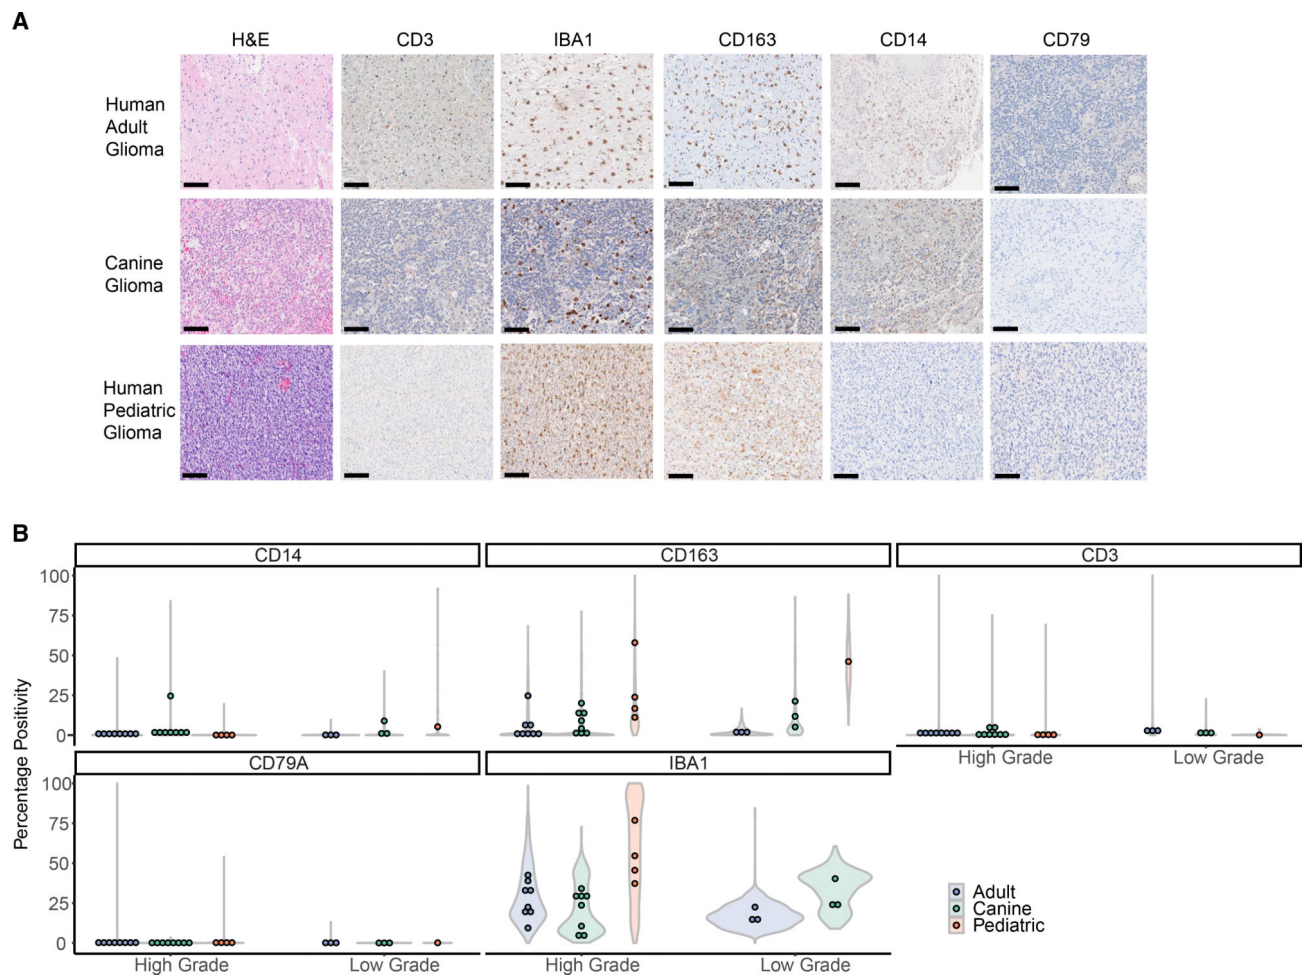 A
H&E CD3 IBA1 CD163 CD14 CD79
Human
Adult
Glioma
Canine
Glioma
Human
Pediatric
Glioma
B
CD14 CD163 CD3
100
75
50
25
0
High Grade Low Grade
CD79A IBA1
Percentage Positivity
100
75
50
25
0
Adult
Canine
Pediatric
High Grade Low Grade High Grade Low Grade